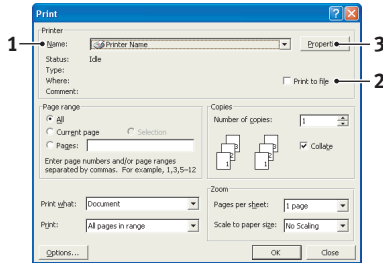 Print
Printer
1 Name: Printer Name Properti 3
Status: Idle
Type:
Where: Print to file 2
Comment:
Page range
All
Current page Selection
Pages:
Enter page numbers and/or page ranges
separated by commas. For example, 1,3,5-12
Copies
Number of copies: 1
Collate
Print what: Document
Print: All pages in range
Zoom
Pages per sheet: 1 page
Scale to paper size: No Scaling
Options... OK Close